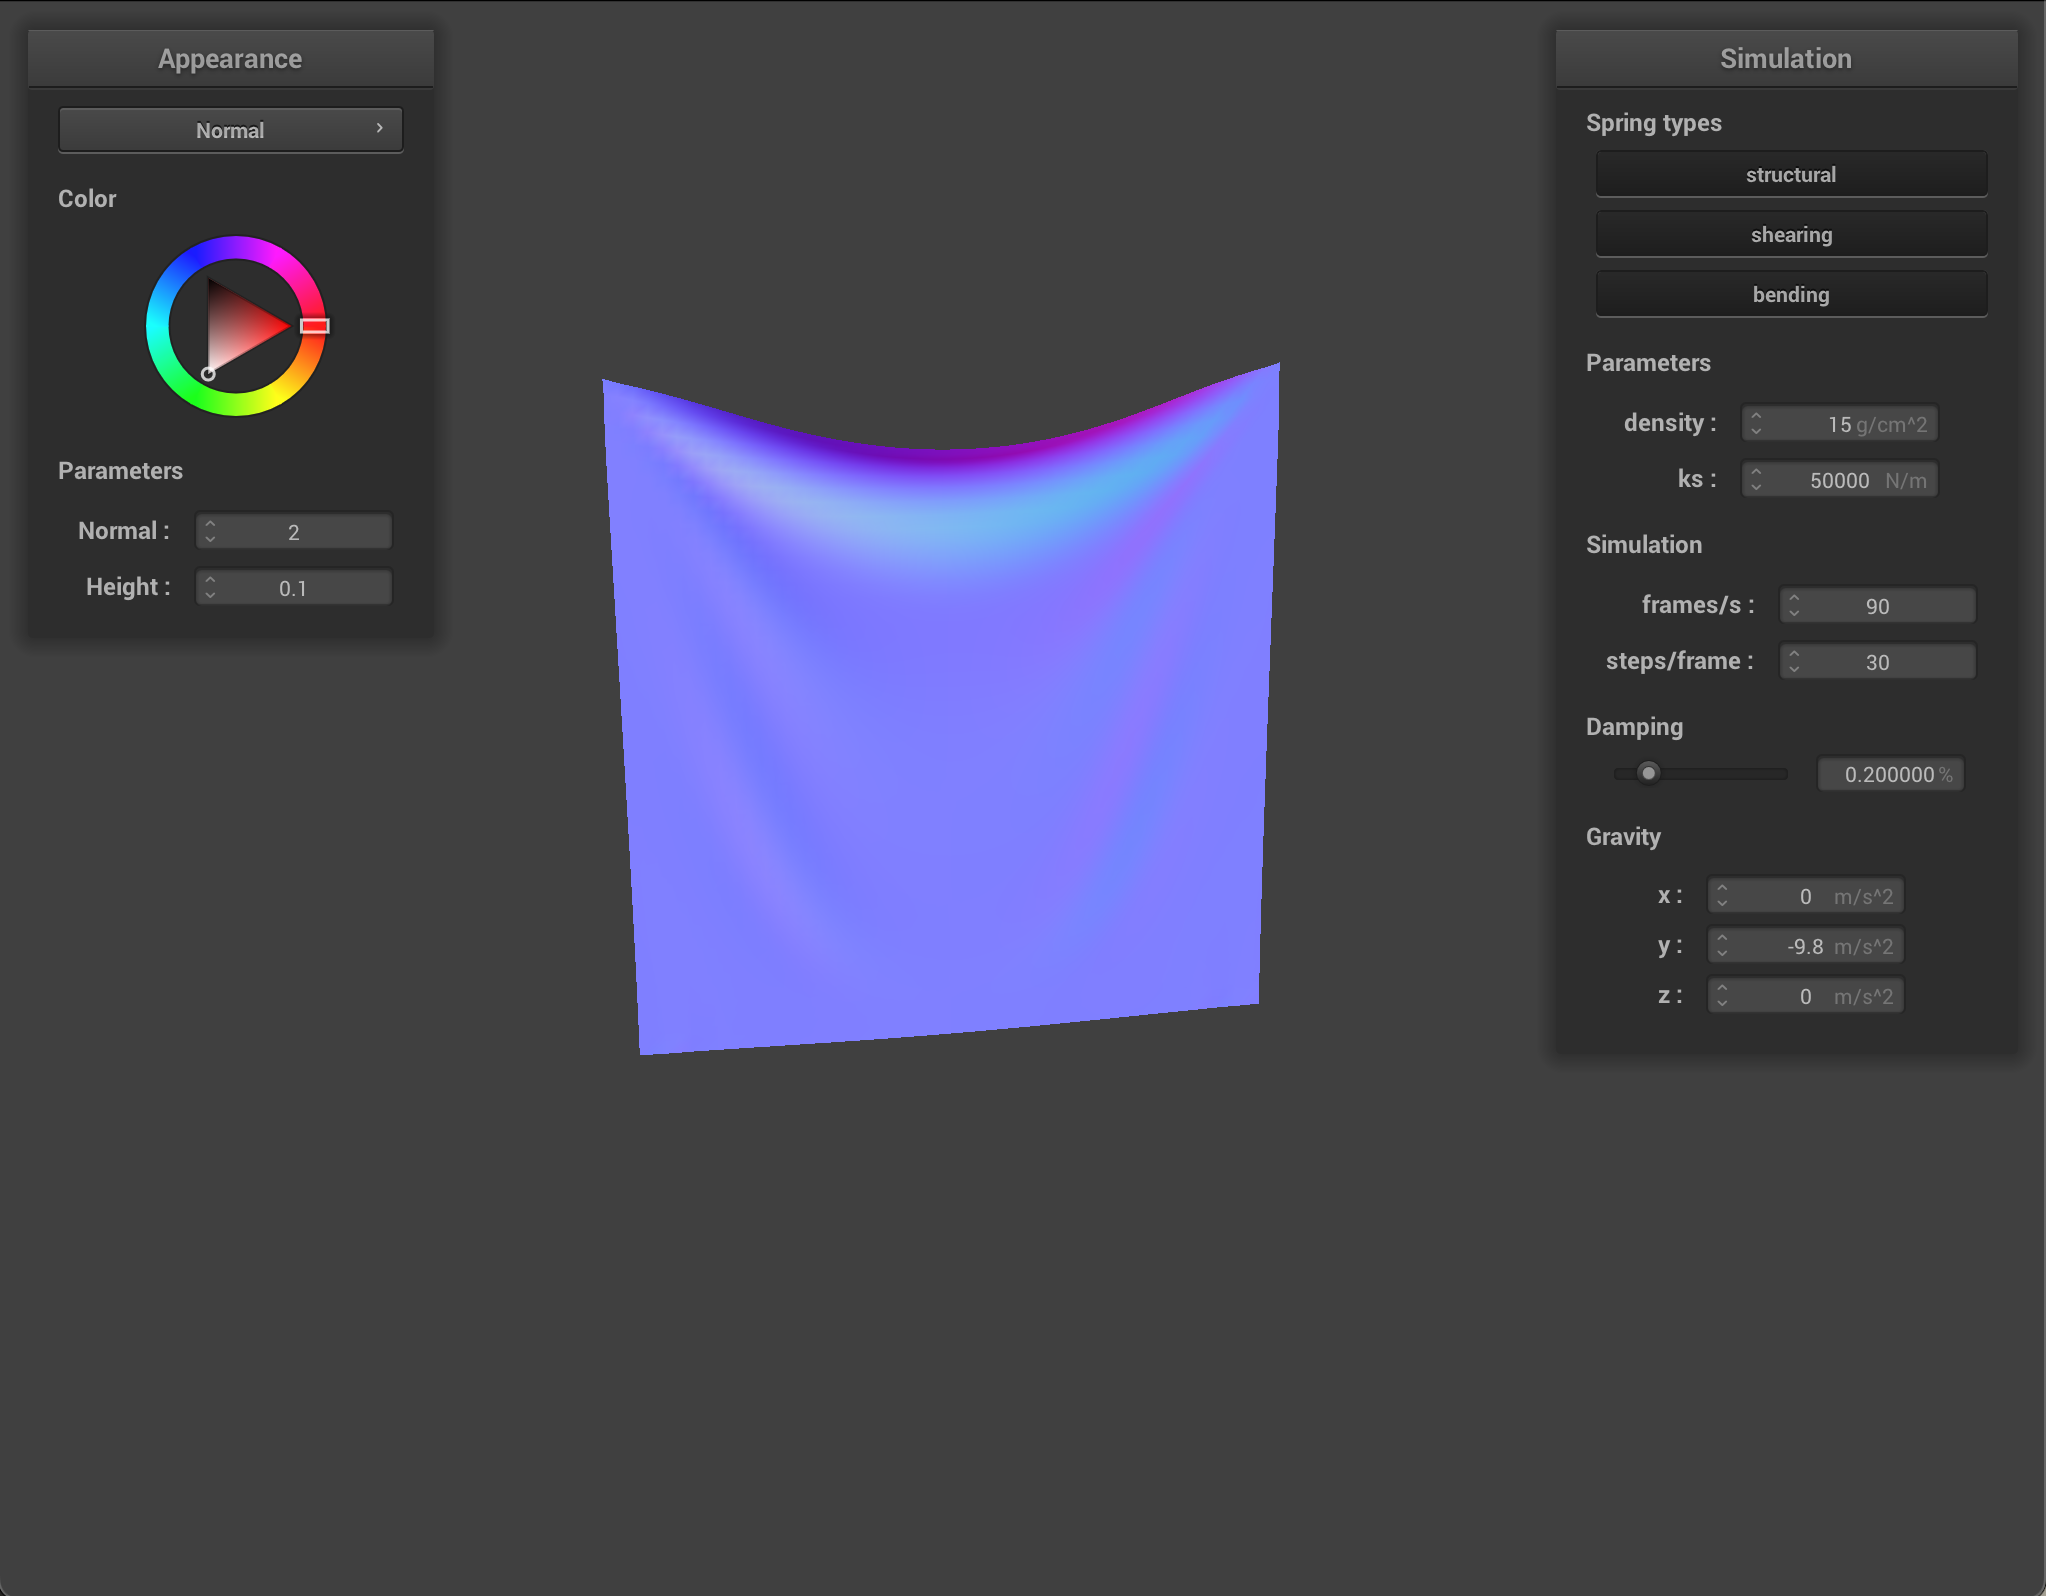 Appearance
Normal
Color
Parameters
Normal : 2
Height : 0.1
Simulation
Spring types
structural
shearing
bending
Parameters
density : 15 g/cm^2
ks : 50000 N/m
Simulation
frames/s : 90
steps/frame : 30
Damping
0.200000 %
Gravity
x : 0 m/s^2
y : -9.8 m/s^2
z : 0 m/s^2